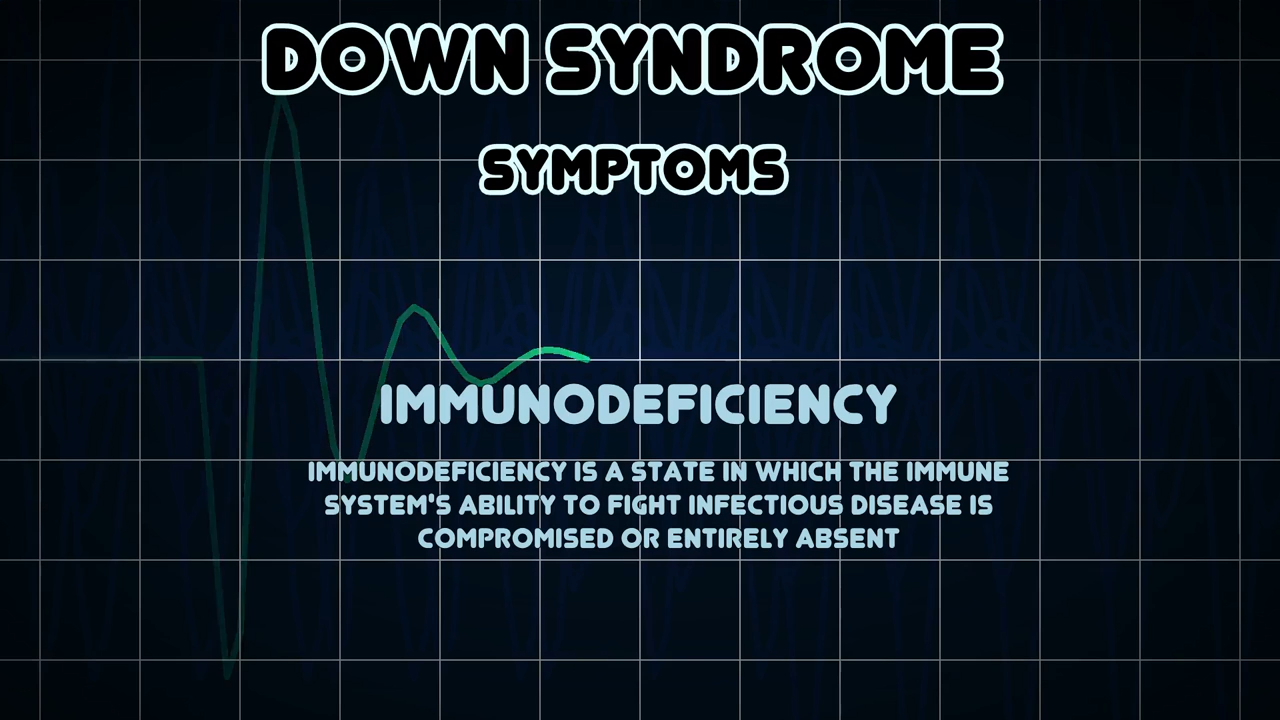 DOWN SYNDROME
SYMPTOMS
IMMUNODEFICIENCY
IMMUNODEFICIENCY IS A STATE IN WHICH THE IMMUNE
SYSTEM'S ABILITY TO FIGHT INFECTIOUS DISEASE IS
COMPROMISED OR ENTIRELY ABSENT